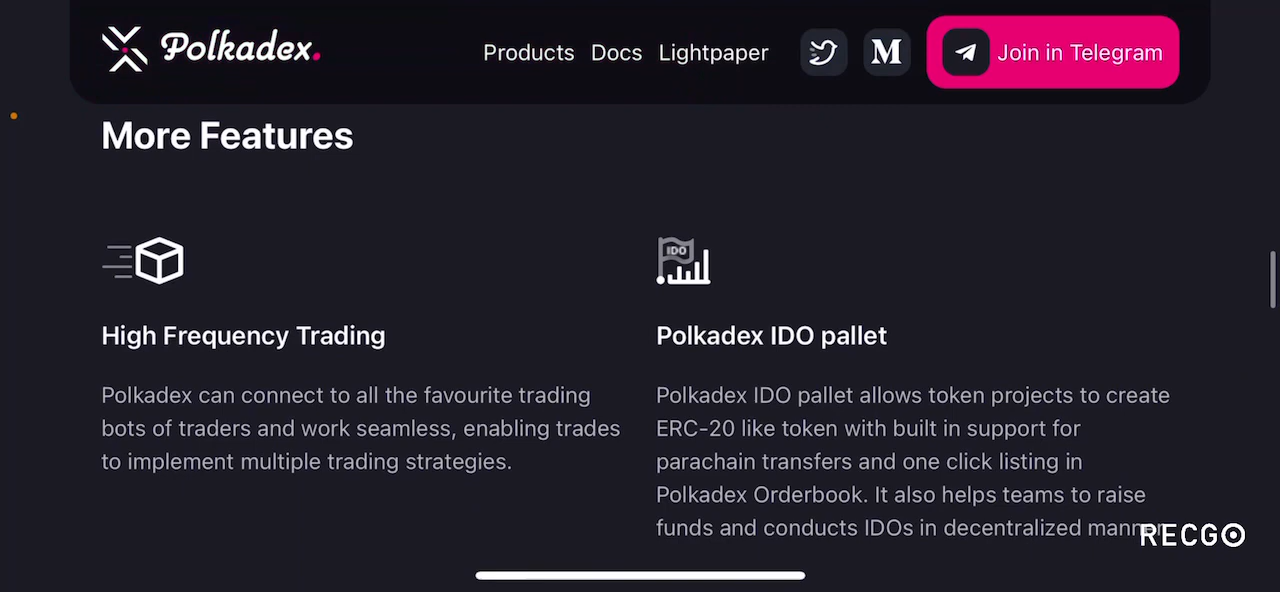 Polkadex.
Products Docs Lightpaper M Join in Telegram
More Features
IDO
High Frequency Trading
Polkadex can connect to all the favourite trading
bots of traders and work seamless, enabling trades
to implement multiple trading strategies.
Polkadex IDO pallet
Polkadex IDO pallet allows token projects to create
ERC-20 like token with built in support for
parachain transfers and one click listing in
Polkadex Orderbook. It also helps teams to raise
funds and conducts IDOs in decentralized manner.
RECGO